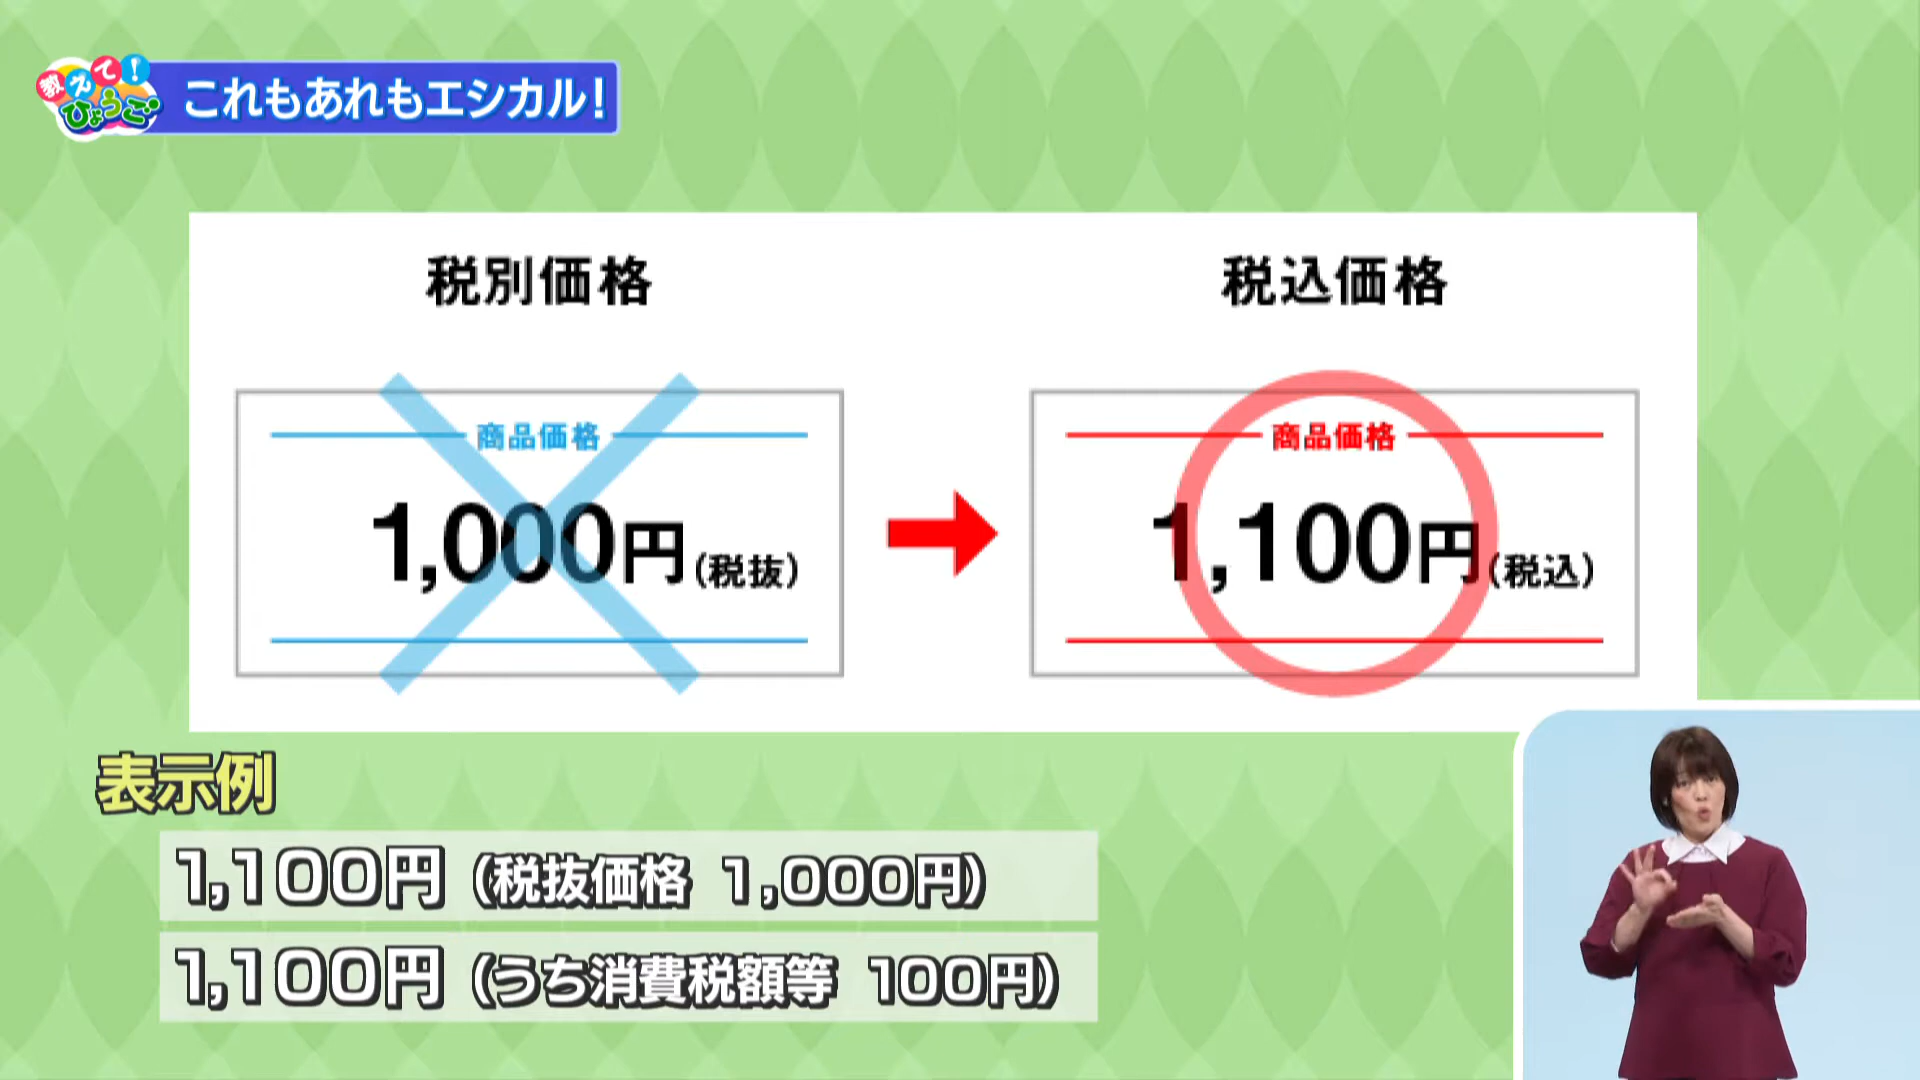 教えて!
ひょうご
これもあれもエシカル!
税別価格
商品価格
1,000円(税抜)
税込価格
商品価格
1,100円(税込)
表示例
1,100円(税抜価格 1,000円)
1,100円(うち消費税額等 100円)